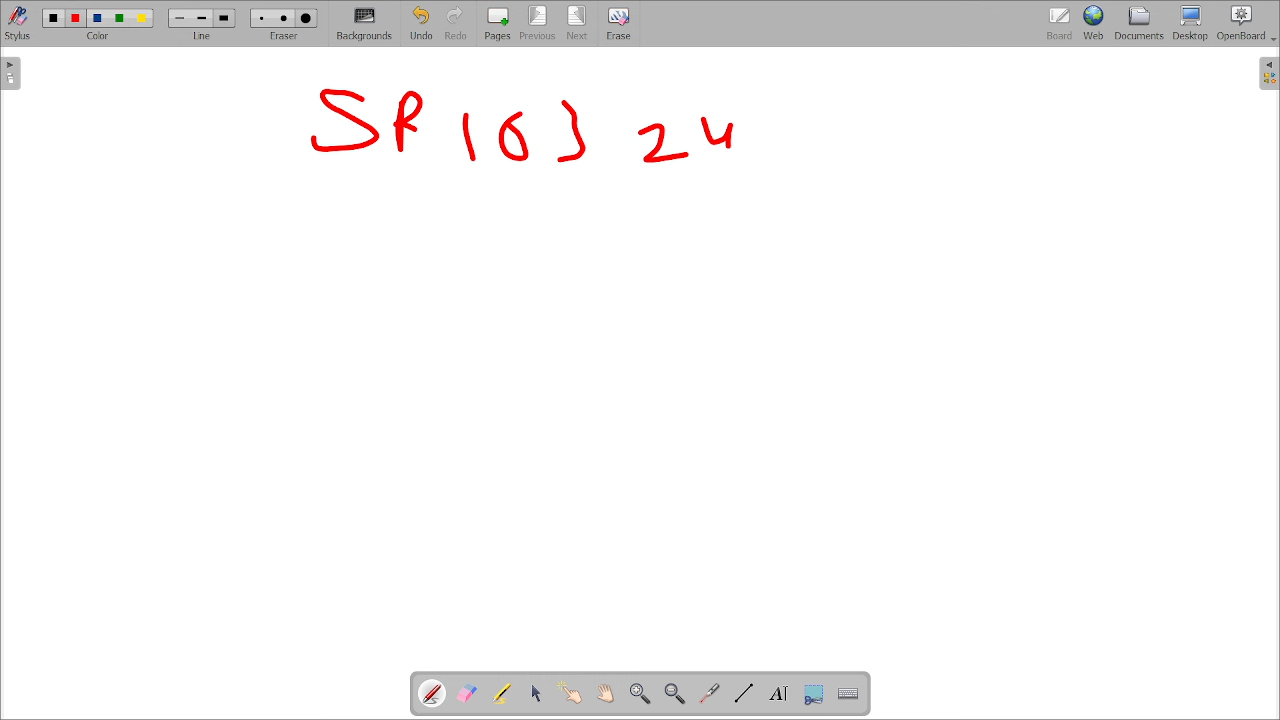 Stylus
Color
Line
Eraser
Backgrounds
Undo
Redo
Pages
Previous
Next
Erase
Board
Web
Documents
Desktop
OpenBoard
SR 103 24